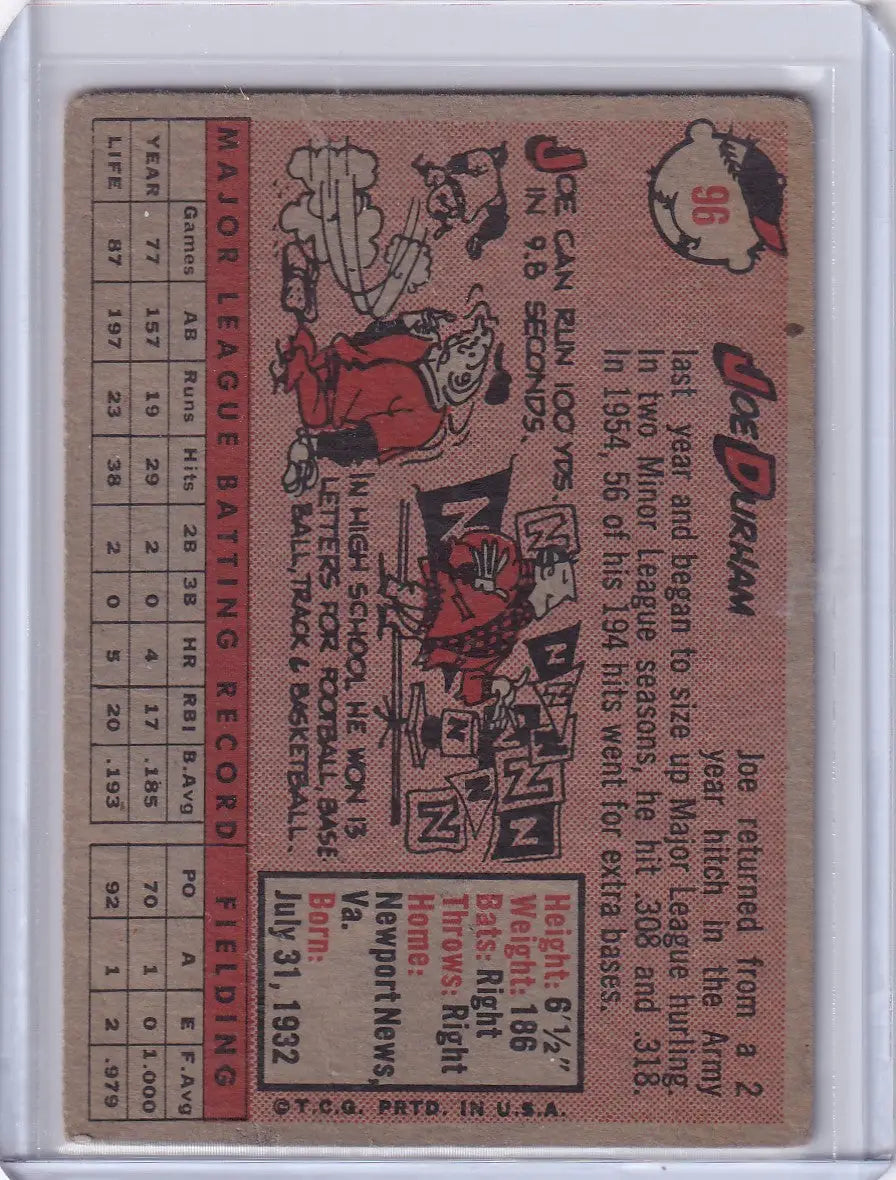 96
JOE DURHAM
Joe returned from a 2
year hitch in the Army
last year and began to size up Major League hurling.
In two Minor League seasons, he hit .308 and .318.
In 1954, 56 of his 194 hits went for extra bases.
JOE CAN RUN 100 YDS.
IN 9.8 SECONDS.
N N N N N N N N N N
IN HIGH SCHOOL, HE WON 13
LETTERS FOR FOOTBALL, BASE
BALL, TRACK & BASKETBALL.
Height: 6'½"
Weight: 186
Bats: Right
Throws: Right
Home:
Newport News,
Va.
Born:
July 31, 1932
©T.C.G. PRTD. IN U.S.A.
MAJOR LEAGUE BATTING RECORD FIELDING
Games AB Runs Hits 2B 3B HR RBI B.Avg PO A E F.Avg
YEAR 77 157 19 29 2 0 4 17 .185 70 1 0 1.000
LIFE 87 197 23 38 2 0 5 20 .193 92 1 2 .979